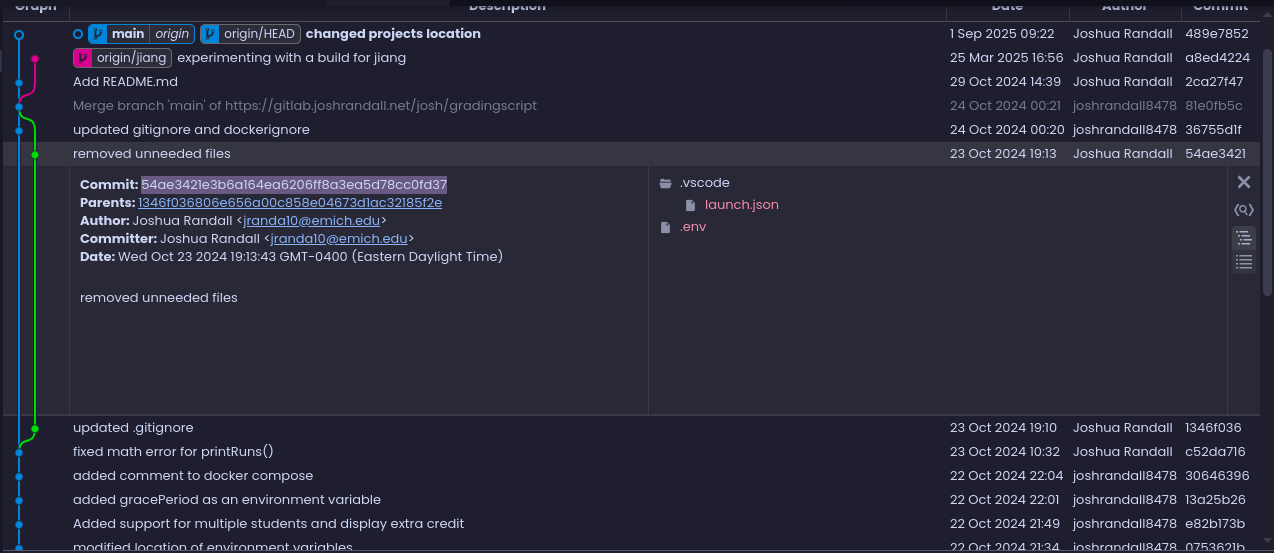 Graph Description Date Author Commit
main origin origin/HEAD changed projects location 1 Sep 2025 09:22 Joshua Randall 489e7852
origin/jiang experimenting with a build for jiang 25 Mar 2025 16:56 Joshua Randall a8ed4224
Add README.md 29 Oct 2024 14:39 Joshua Randall 2ca27f47
Merge branch 'main' of https://gitlab.joshrandall.net/josh/gradingscript 24 Oct 2024 00:21 joshrandall8478 81e0fb5c
updated gitignore and dockerignore 24 Oct 2024 00:20 joshrandall8478 36755d1f
removed unneeded files 23 Oct 2024 19:13 Joshua Randall 54ae3421
Commit: 54ae3421e3b6a164ea6206ff8a3ea5d78cc0fd37
Parents: 1346f036806e656a00c858e04673d1ac32185f2e
Author: Joshua Randall <jranda10@emich.edu>
Committer: Joshua Randall <jranda10@emich.edu>
Date: Wed Oct 23 2024 19:13:43 GMT-0400 (Eastern Daylight Time)
removed unneeded files
.vscode
launch.json
.env
updated .gitignore 23 Oct 2024 19:10 Joshua Randall 1346f036
fixed math error for printRuns() 23 Oct 2024 10:32 Joshua Randall c52da716
added comment to docker compose 22 Oct 2024 22:04 joshrandall8478 30646396
added gracePeriod as an environment variable 22 Oct 2024 22:01 joshrandall8478 13a25b26
Added support for multiple students and display extra credit 22 Oct 2024 21:49 joshrandall8478 e82b173b
modified location of environment variables 22 Oct 2024 21:34 joshrandall8478 0753621b